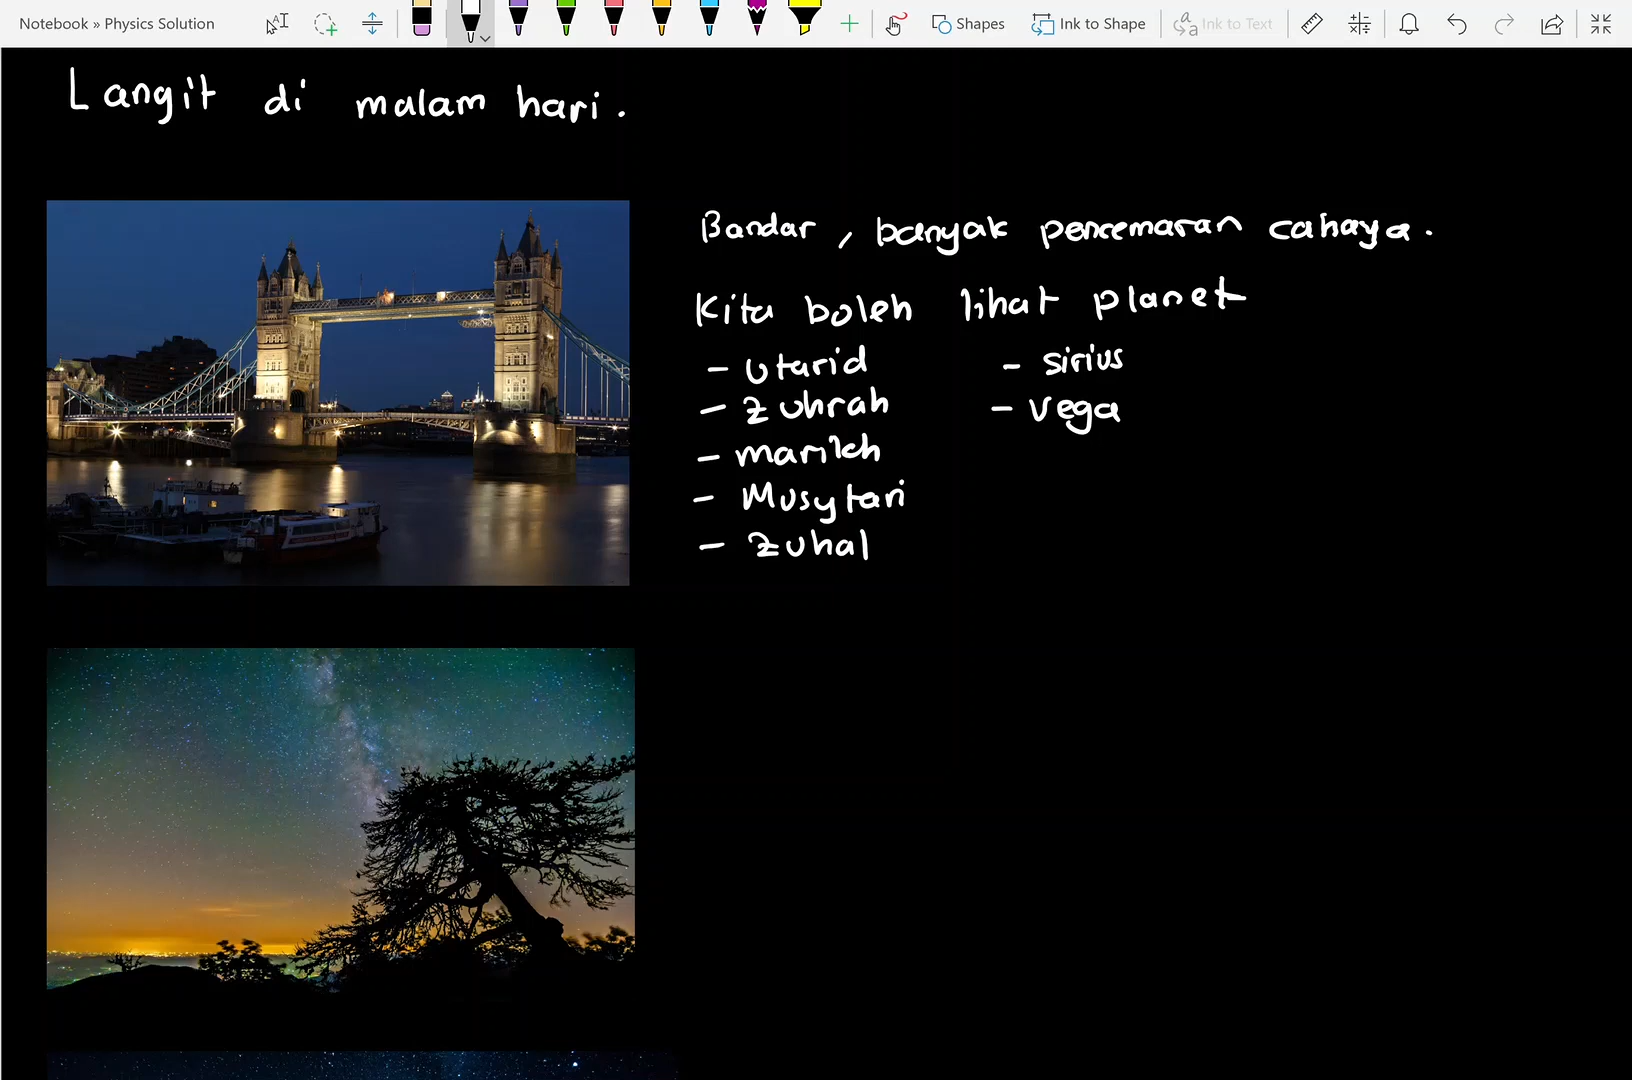 Notebook » Physics Solution
Shapes
Ink to Shape
Ink to Text
Langit di malam hari.
Bandar, banyak pencemaran cahaya.
Kita boleh lihat planet
- Utarid
- Zuhrah
- Marikh
- Musytari
- Zuhal
- Sirius
- Vega